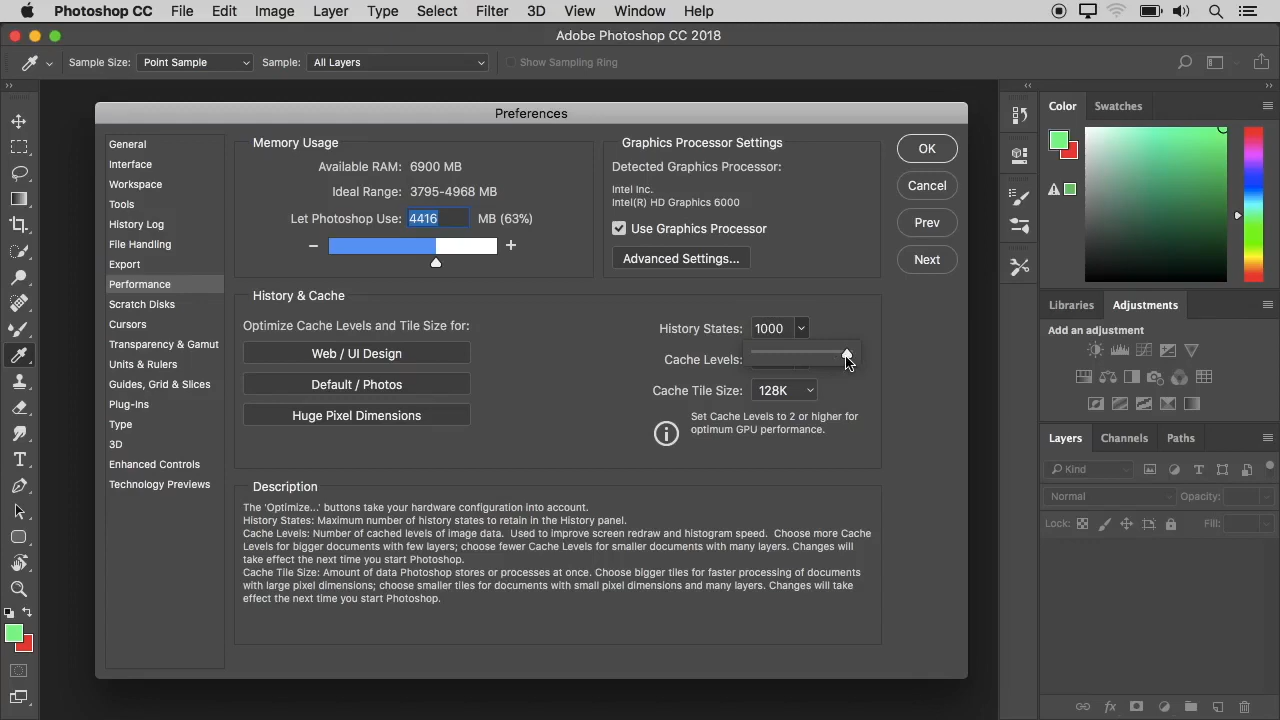 Photoshop CC File Edit Image Layer Type Select Filter 3D View Window Help
Adobe Photoshop CC 2018
Sample Size: Point Sample Sample: All Layers Show Sampling Ring
Preferences
General
Interface
Workspace
Tools
History Log
File Handling
Export
Performance
Scratch Disks
Cursors
Transparency & Gamut
Units & Rulers
Guides, Grid & Slices
Plug-Ins
Type
3D
Enhanced Controls
Technology Previews
Memory Usage
Available RAM: 6900 MB
Ideal Range: 3795-4968 MB
Let Photoshop Use: 4416 MB (63%)
Graphics Processor Settings
Detected Graphics Processor:
Intel Inc.
Intel(R) HD Graphics 6000
Use Graphics Processor
Advanced Settings...
OK
Cancel
Prev
Next
History & Cache
Optimize Cache Levels and Tile Size for:
Web / UI Design
Default / Photos
Huge Pixel Dimensions
History States: 1000
Cache Levels:
Cache Tile Size: 128K
Set Cache Levels to 2 or higher for
optimum GPU performance.
Description
The 'Optimize...' buttons take your hardware configuration into account.
History States: Maximum number of history states to retain in the History panel.
Cache Levels: Number of cached levels of image data.  Used to improve screen redraw and histogram speed.  Choose more Cache
Levels for bigger documents with few layers; choose fewer Cache Levels for smaller documents with many layers. Changes will
take effect the next time you start Photoshop.
Cache Tile Size: Amount of data Photoshop stores or processes at once. Choose bigger tiles for faster processing of documents
with large pixel dimensions; choose smaller tiles for documents with small pixel dimensions and many layers. Changes will take
effect the next time you start Photoshop.
Color Swatches
Libraries Adjustments
Add an adjustment
Layers Channels Paths
Kind
Normal Opacity:
Lock: Fill: